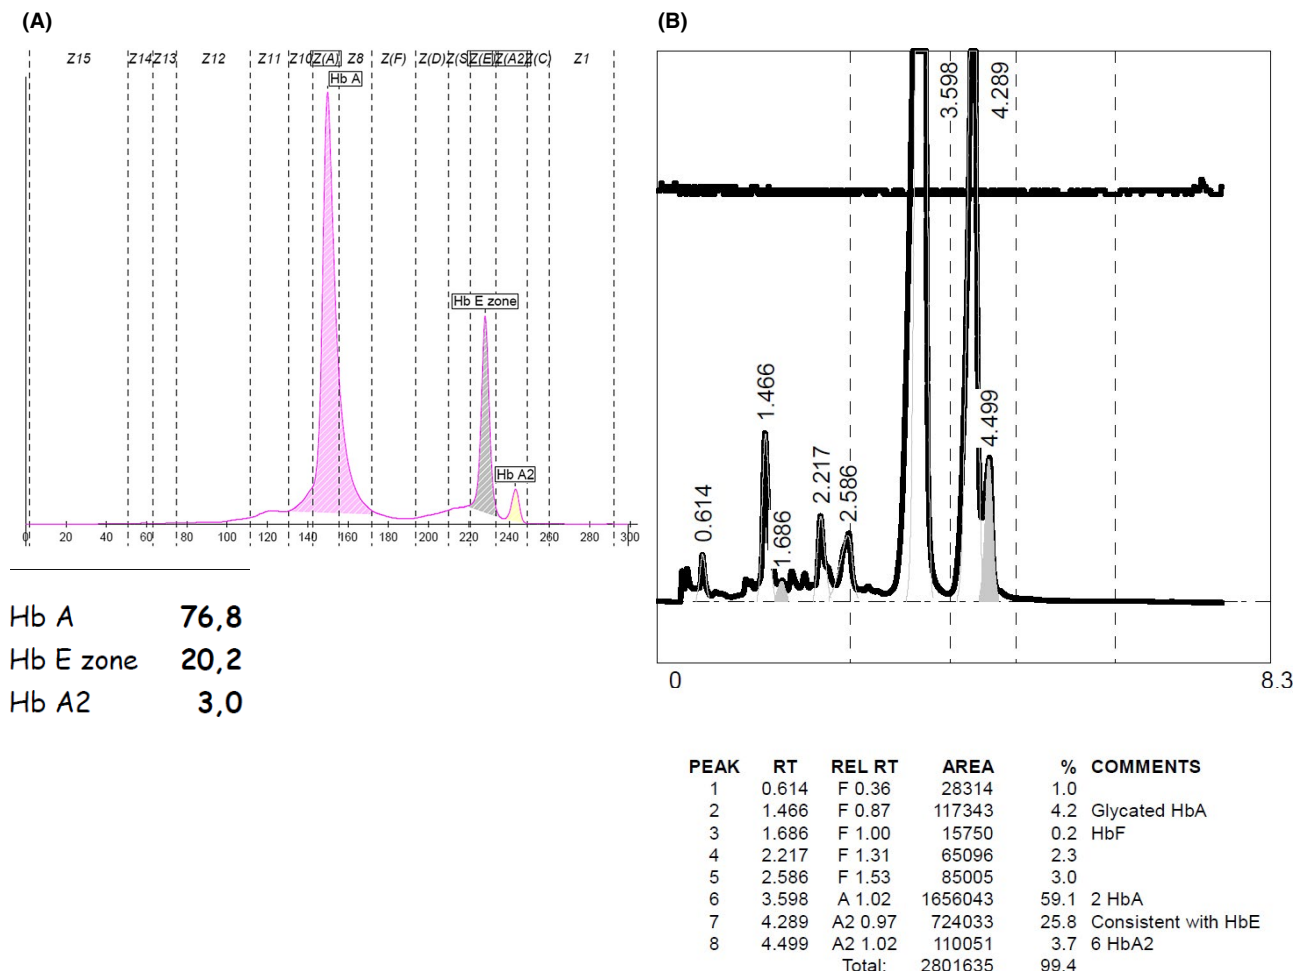 (A)
Z15 Z14 Z13 Z12 Z11 Z10 Z(A) Z8 Z(F) Z(D) Z(S Z(E) Z(A2) Z(C) Z1
Hb A
Hb E zone
Hb A2
0 20 40 60 80 100 120 140 160 180 200 220 240 260 280 300
Hb A 76,8
Hb E zone 20,2
Hb A2 3,0
(B)
0.614
1.466
1.686
2.217
2.586
3.598
4.289
4.499
0 8.3
PEAK RT REL RT AREA % COMMENTS
1 0.614 F 0.36 28314 1.0
2 1.466 F 0.87 117343 4.2 Glycated HbA
3 1.686 F 1.00 15750 0.2 HbF
4 2.217 F 1.31 65096 2.3
5 2.586 F 1.53 85005 3.0
6 3.598 A 1.02 1656043 59.1 2 HbA
7 4.289 A2 0.97 724033 25.8 Consistent with HbE
8 4.499 A2 1.02 110051 3.7 6 HbA2
Total: 2801635 99.4